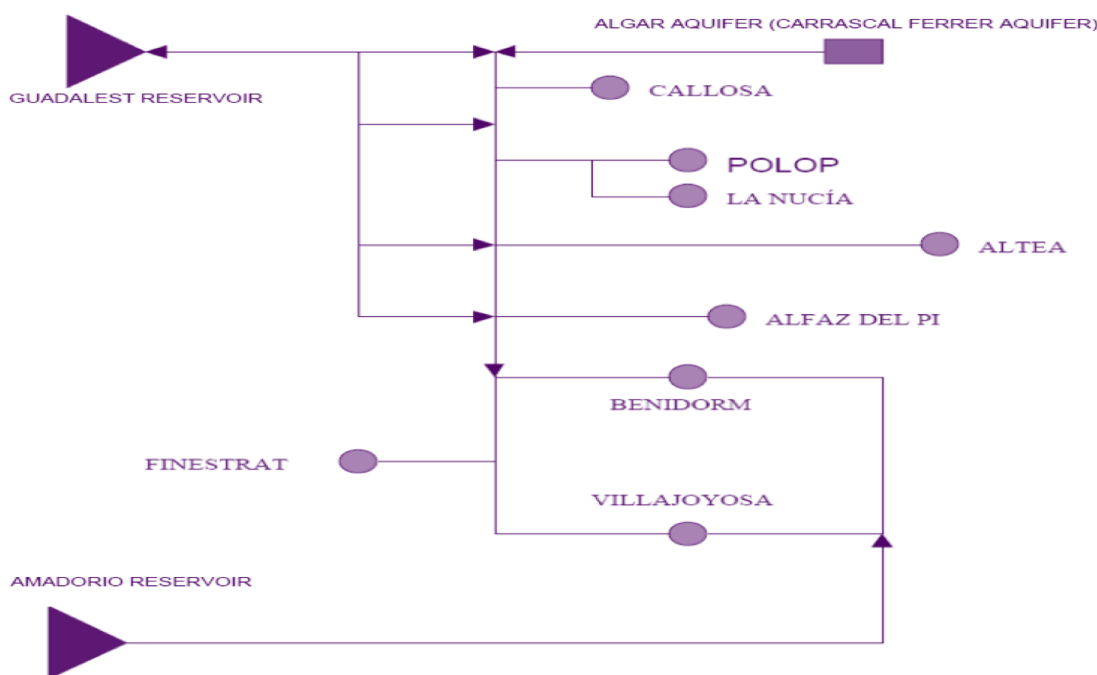 ALGAR AQUIFER (CARRASCAL FERRER AQUIFER)
GUADALEST RESERVOIR
CALLOSA
POLOP
LA NUCÍA
ALTEA
ALFAZ DEL PI
BENIDORM
FINESTRAT
VILLAJOYOSA
AMADORIO RESERVOIR